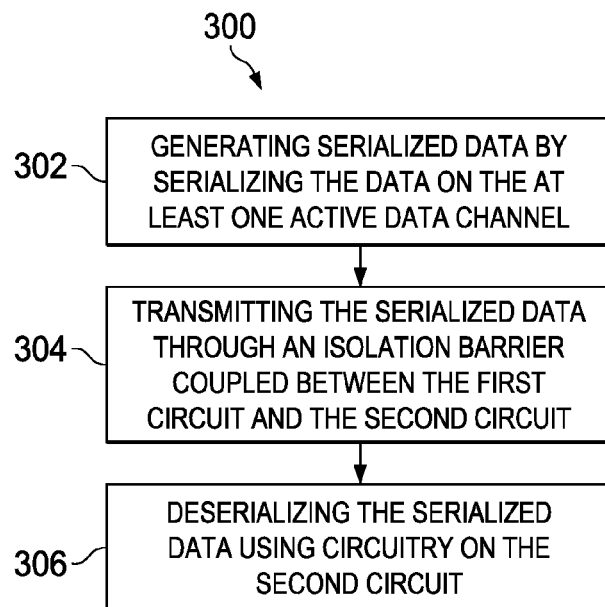 300
302
GENERATING SERIALIZED DATA BY
SERIALIZING THE DATA ON THE AT
LEAST ONE ACTIVE DATA CHANNEL
304
TRANSMITTING THE SERIALIZED DATA
THROUGH AN ISOLATION BARRIER
COUPLED BETWEEN THE FIRST
CIRCUIT AND THE SECOND CIRCUIT
306
DESERIALIZING THE SERIALIZED
DATA USING CIRCUITRY ON THE
SECOND CIRCUIT